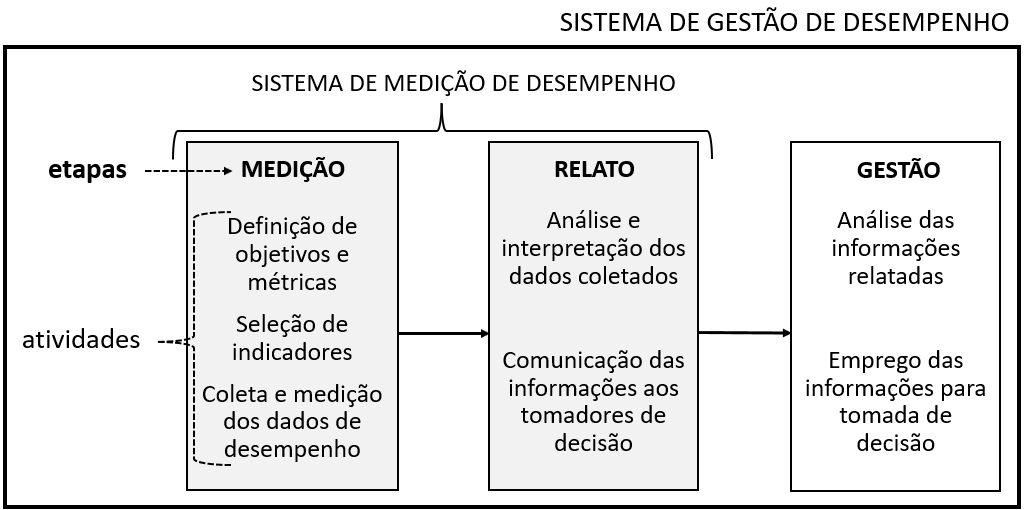 SISTEMA DE GESTÃO DE DESEMPENHO
SISTEMA DE MEDIÇÃO DE DESEMPENHO
etapas
MEDIÇÃO
Definição de
objetivos e
métricas
Seleção de
indicadores
Coleta e medição
dos dados de
desempenho
atividades
RELATO
Análise e
interpretação dos
dados coletados
Comunicação das
informações aos
tomadores de
decisão
GESTÃO
Análise das
informações
relatadas
Emprego das
informações para
tomada de
decisão